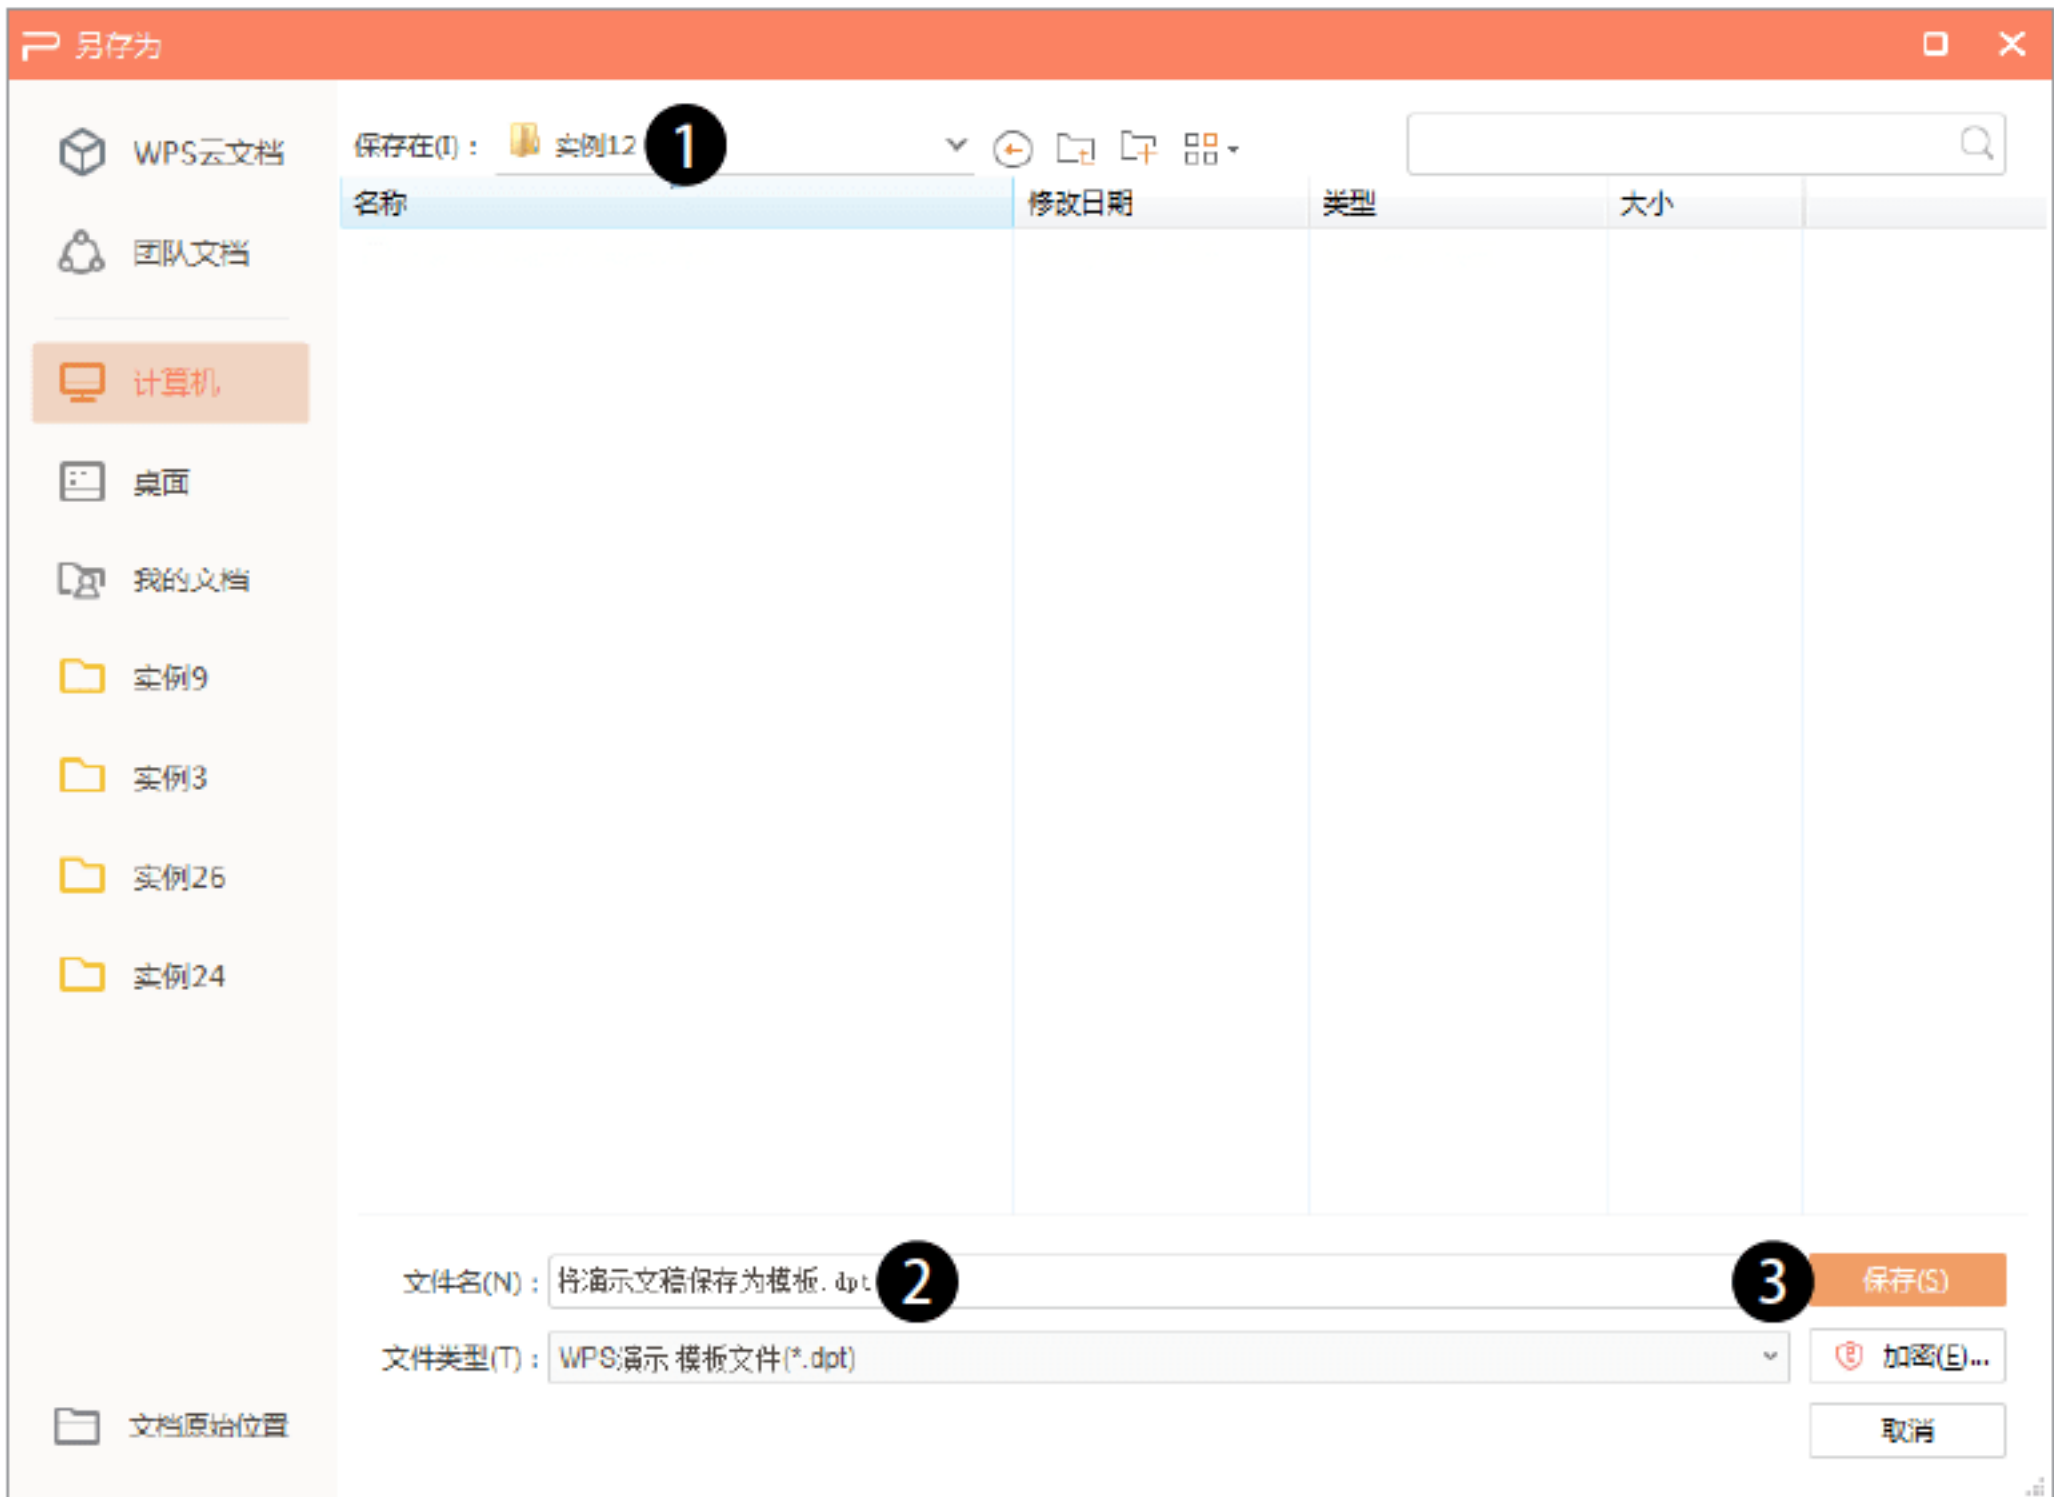 另存为
WPS云文档
团队文档
计算机
桌面
我的文档
实例9
实例3
实例26
实例24
文档原始位置
保存在(I)： 实例12 1
名称 修改日期 类型 大小
文件名(N)： 将演示文稿保存为模板.dpt 2
3 保存(S)
文件类型(T)： WPS演示 模板文件(*.dpt)
加密(E)...
取消